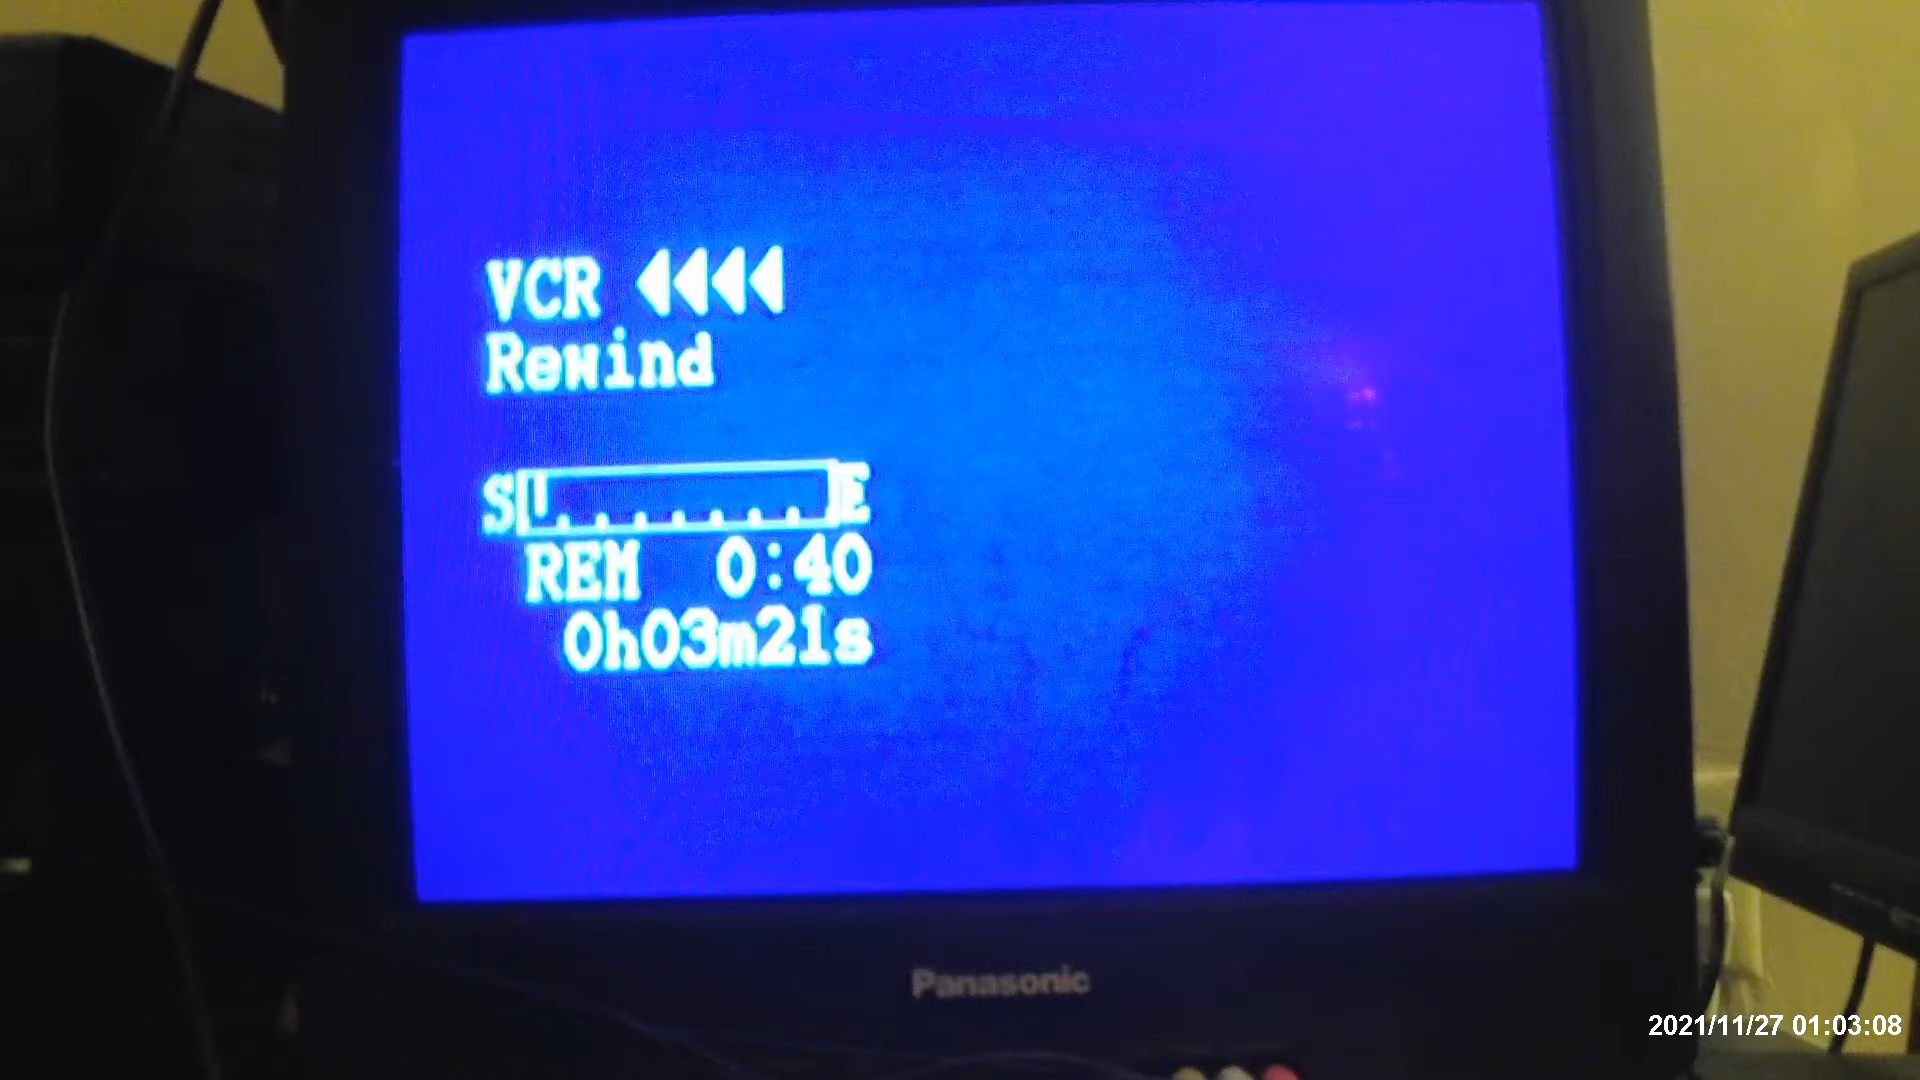 VCR ◀◀◀◀
Rewind
S E
REM 0:40
0h03m21s
Panasonic
2021/11/27 01:03:08